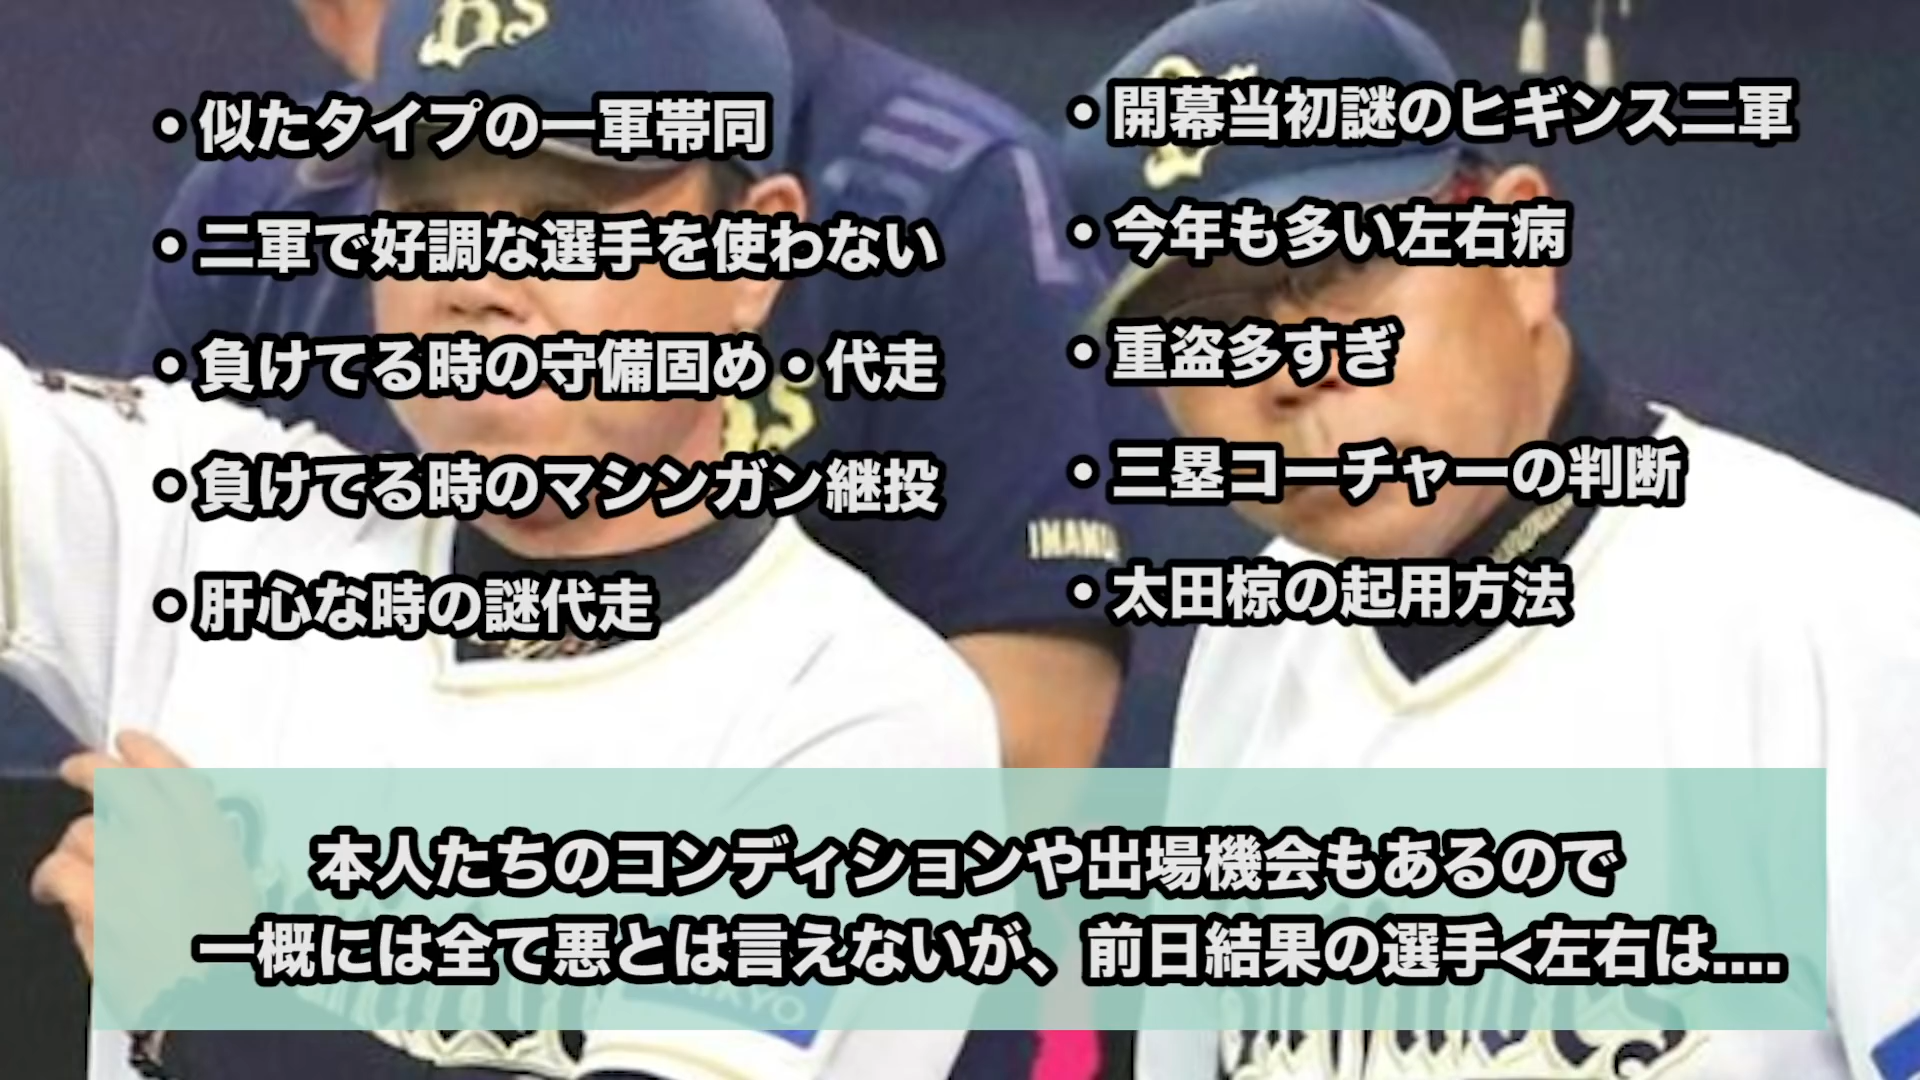 ・似たタイプの一軍帯同
・二軍で好調な選手を使わない
・負けてる時の守備固め・代走
・負けてる時のマシンガン継投
・肝心な時の謎代走
・開幕当初謎のヒギンス二軍
・今年も多い左右病
・重盗多すぎ
・三塁コーチャーの判断
・太田椋の起用方法
本人たちのコンディションや出場機会もあるので
一概には全て悪とは言えないが、前日結果の選手<左右は....
Bs
Bs